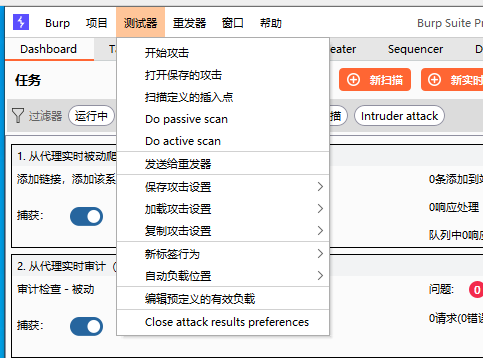 Burp 项目 测试器 重发器 窗口 帮助 Burp Suite Pr
Dashboard Ta eater Sequencer D
任务 新扫描 新实时
过滤器 运行中 描 Intruder attack
开始攻击
打开保存的攻击
扫描定义的插入点
Do passive scan
Do active scan
发送给重发器
保存攻击设置
加载攻击设置
复制攻击设置
新标签行为
自动负载位置
编辑预定义的有效负载
Close attack results preferences
1. 从代理实时被动爬
添加链接，添加该系 0条添加到站
0响应处理
捕获：
队列中0响应
2. 从代理实时审计（
审计检查 - 被动 问题： 0
捕获： 0请求(0错误